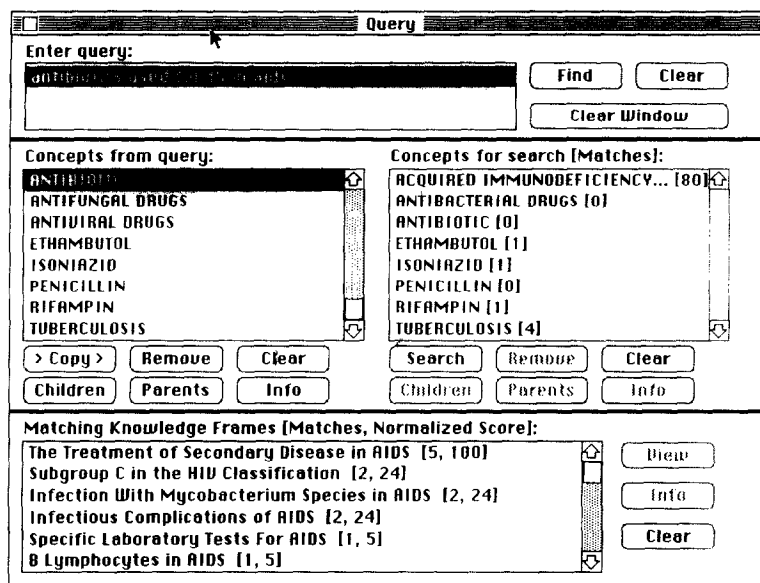 Query
Enter query:
Find Clear
Clear Window
Concepts from query:
ANTIBIOTIC
ANTIFUNGAL DRUGS
ANTIVIRAL DRUGS
ETHAMBUTOL
ISONIAZID
PENICILLIN
RIFAMPIN
TUBERCULOSIS
> Copy > Remove Clear
Children Parents Info
Concepts for search [Matches]:
ACQUIRED IMMUNODEFICIENCY... [80]
ANTIBACTERIAL DRUGS [0]
ANTIBIOTIC [0]
ETHAMBUTOL [1]
ISONIAZID [1]
PENICILLIN [0]
RIFAMPIN [1]
TUBERCULOSIS [4]
Search Remove Clear
Children Parents Info
Matching Knowledge Frames [Matches, Normalized Score]:
The Treatment of Secondary Disease in AIDS [5, 100]
Subgroup C in the HIV Classification [2, 24]
Infection With Mycobacterium Species in AIDS [2, 24]
Infectious Complications of AIDS [2, 24]
Specific Laboratory Tests For AIDS [1, 5]
B Lymphocytes in AIDS [1, 5]
View
Info
Clear